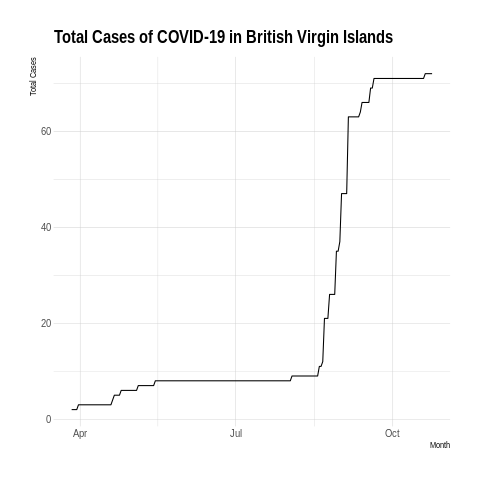 Total Cases of COVID-19 in British Virgin Islands
Total Cases
60
40
20
0
Apr
Jul
Oct
Month